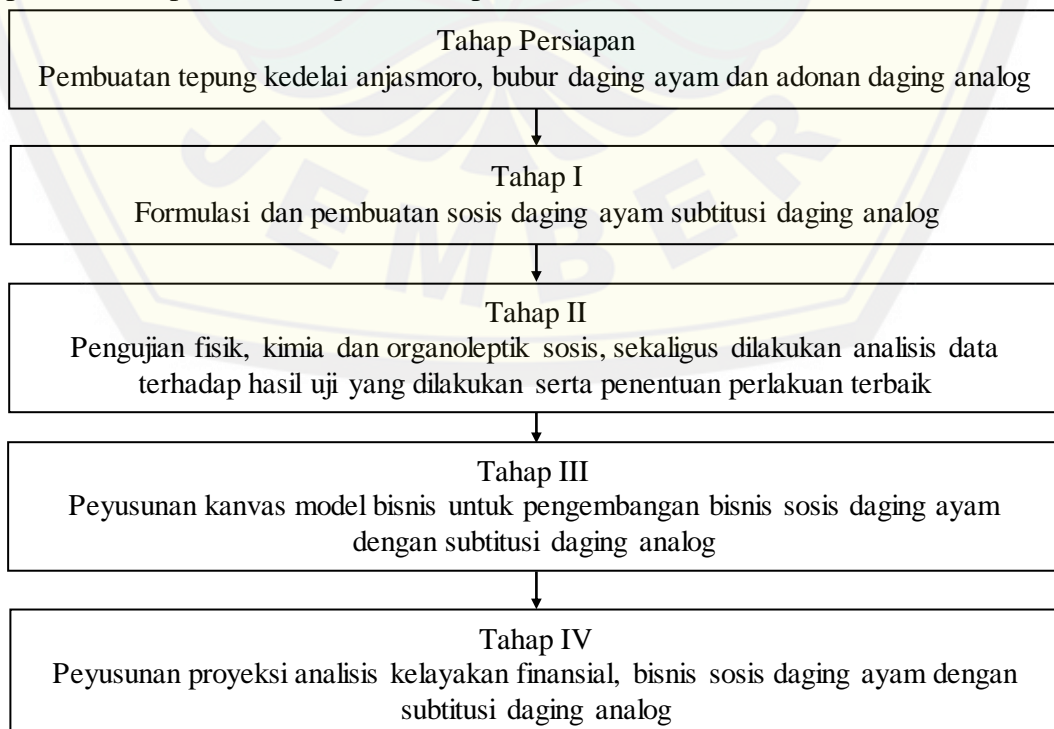 Tahap Persiapan
Pembuatan tepung kedelai anjasmoro, bubur daging ayam dan adonan daging analog
Tahap I
Formulasi dan pembuatan sosis daging ayam subtitusi daging analog
JEMBER
Tahap II
Pengujian fisik, kimia dan organoleptik sosis, sekaligus dilakukan analisis data
terhadap hasil uji yang dilakukan serta penentuan perlakuan terbaik
Tahap III
Peyusunan kanvas model bisnis untuk pengembangan bisnis sosis daging ayam
dengan subtitusi daging analog
Tahap IV
Peyusunan proyeksi analisis kelayakan finansial, bisnis sosis daging ayam dengan
subtitusi daging analog